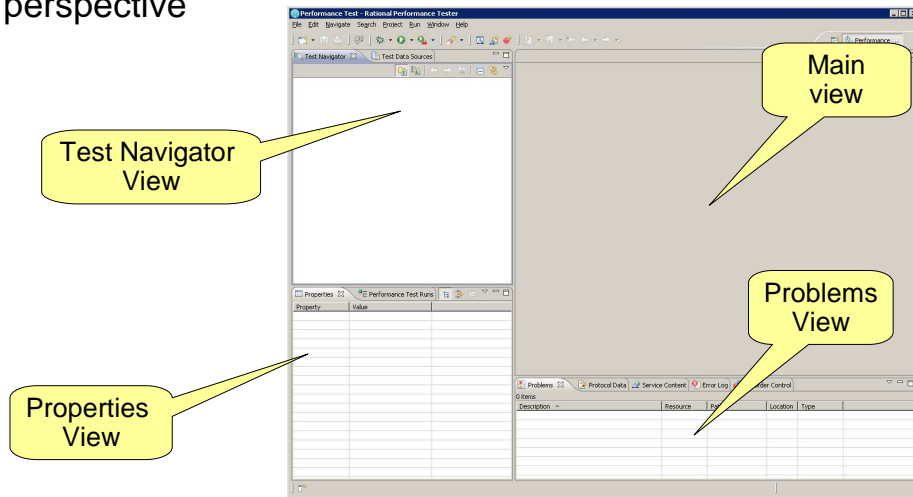 perspective
Performance Test - Rational Performance Tester
File Edit Navigate Search Project Run Window Help
Performance ...
Test Navigator Test Data Sources
Main
view
Test Navigator
View
Properties Performance Test Runs
Property Value
Problems
View
Problems Protocol Data Service Content Error Log
0 items
Description Resource Location Type
Properties
View